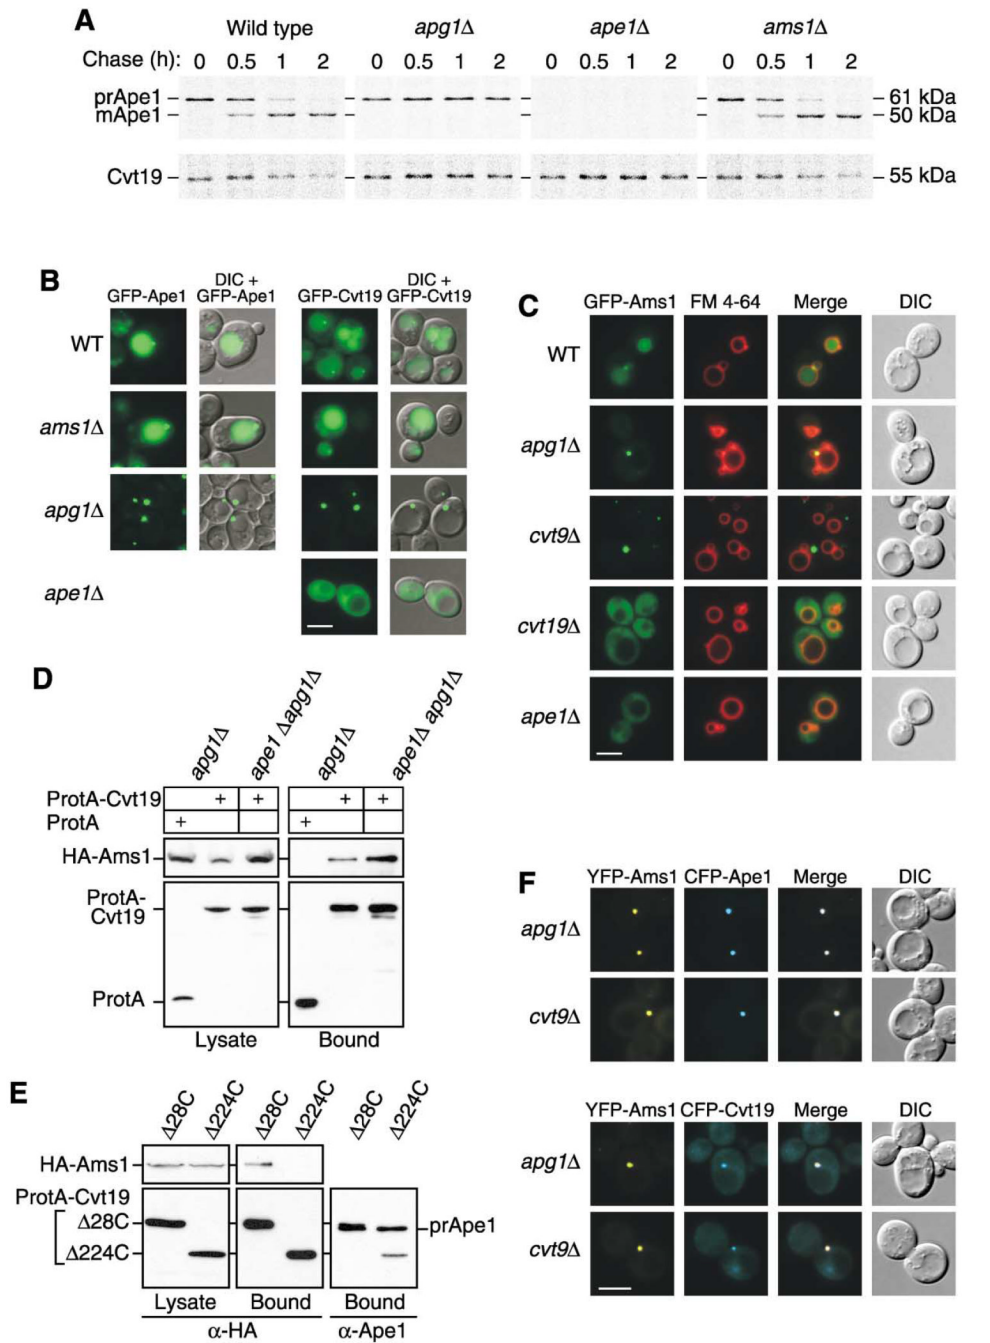 A
Wild type apg1Δ ape1Δ ams1Δ
Chase (h): 0 0.5 1 2 0 0.5 1 2 0 0.5 1 2 0 0.5 1 2
prApe1 61 kDa
mApe1 50 kDa
Cvt19 55 kDa
B
GFP-Ape1 DIC + GFP-Ape1 GFP-Cvt19 DIC + GFP-Cvt19
WT
ams1Δ
apg1Δ
ape1Δ
C
GFP-Ams1 FM 4-64 Merge DIC
WT
apg1Δ
cvt9Δ
cvt19Δ
ape1Δ
D
apg1Δ ape1 Δapg1Δ apg1Δ ape1Δ apg1Δ
ProtA-Cvt19 + + + +
ProtA + +
HA-Ams1
ProtA-
Cvt19
ProtA
Lysate Bound
E
Δ28C Δ224C Δ28C Δ224C Δ28C Δ224C
HA-Ams1
ProtA-Cvt19
Δ28C prApe1
Δ224C
Lysate Bound Bound
α-HA α-Ape1
F
YFP-Ams1 CFP-Ape1 Merge DIC
apg1Δ
cvt9Δ
YFP-Ams1 CFP-Cvt19 Merge DIC
apg1Δ
cvt9Δ